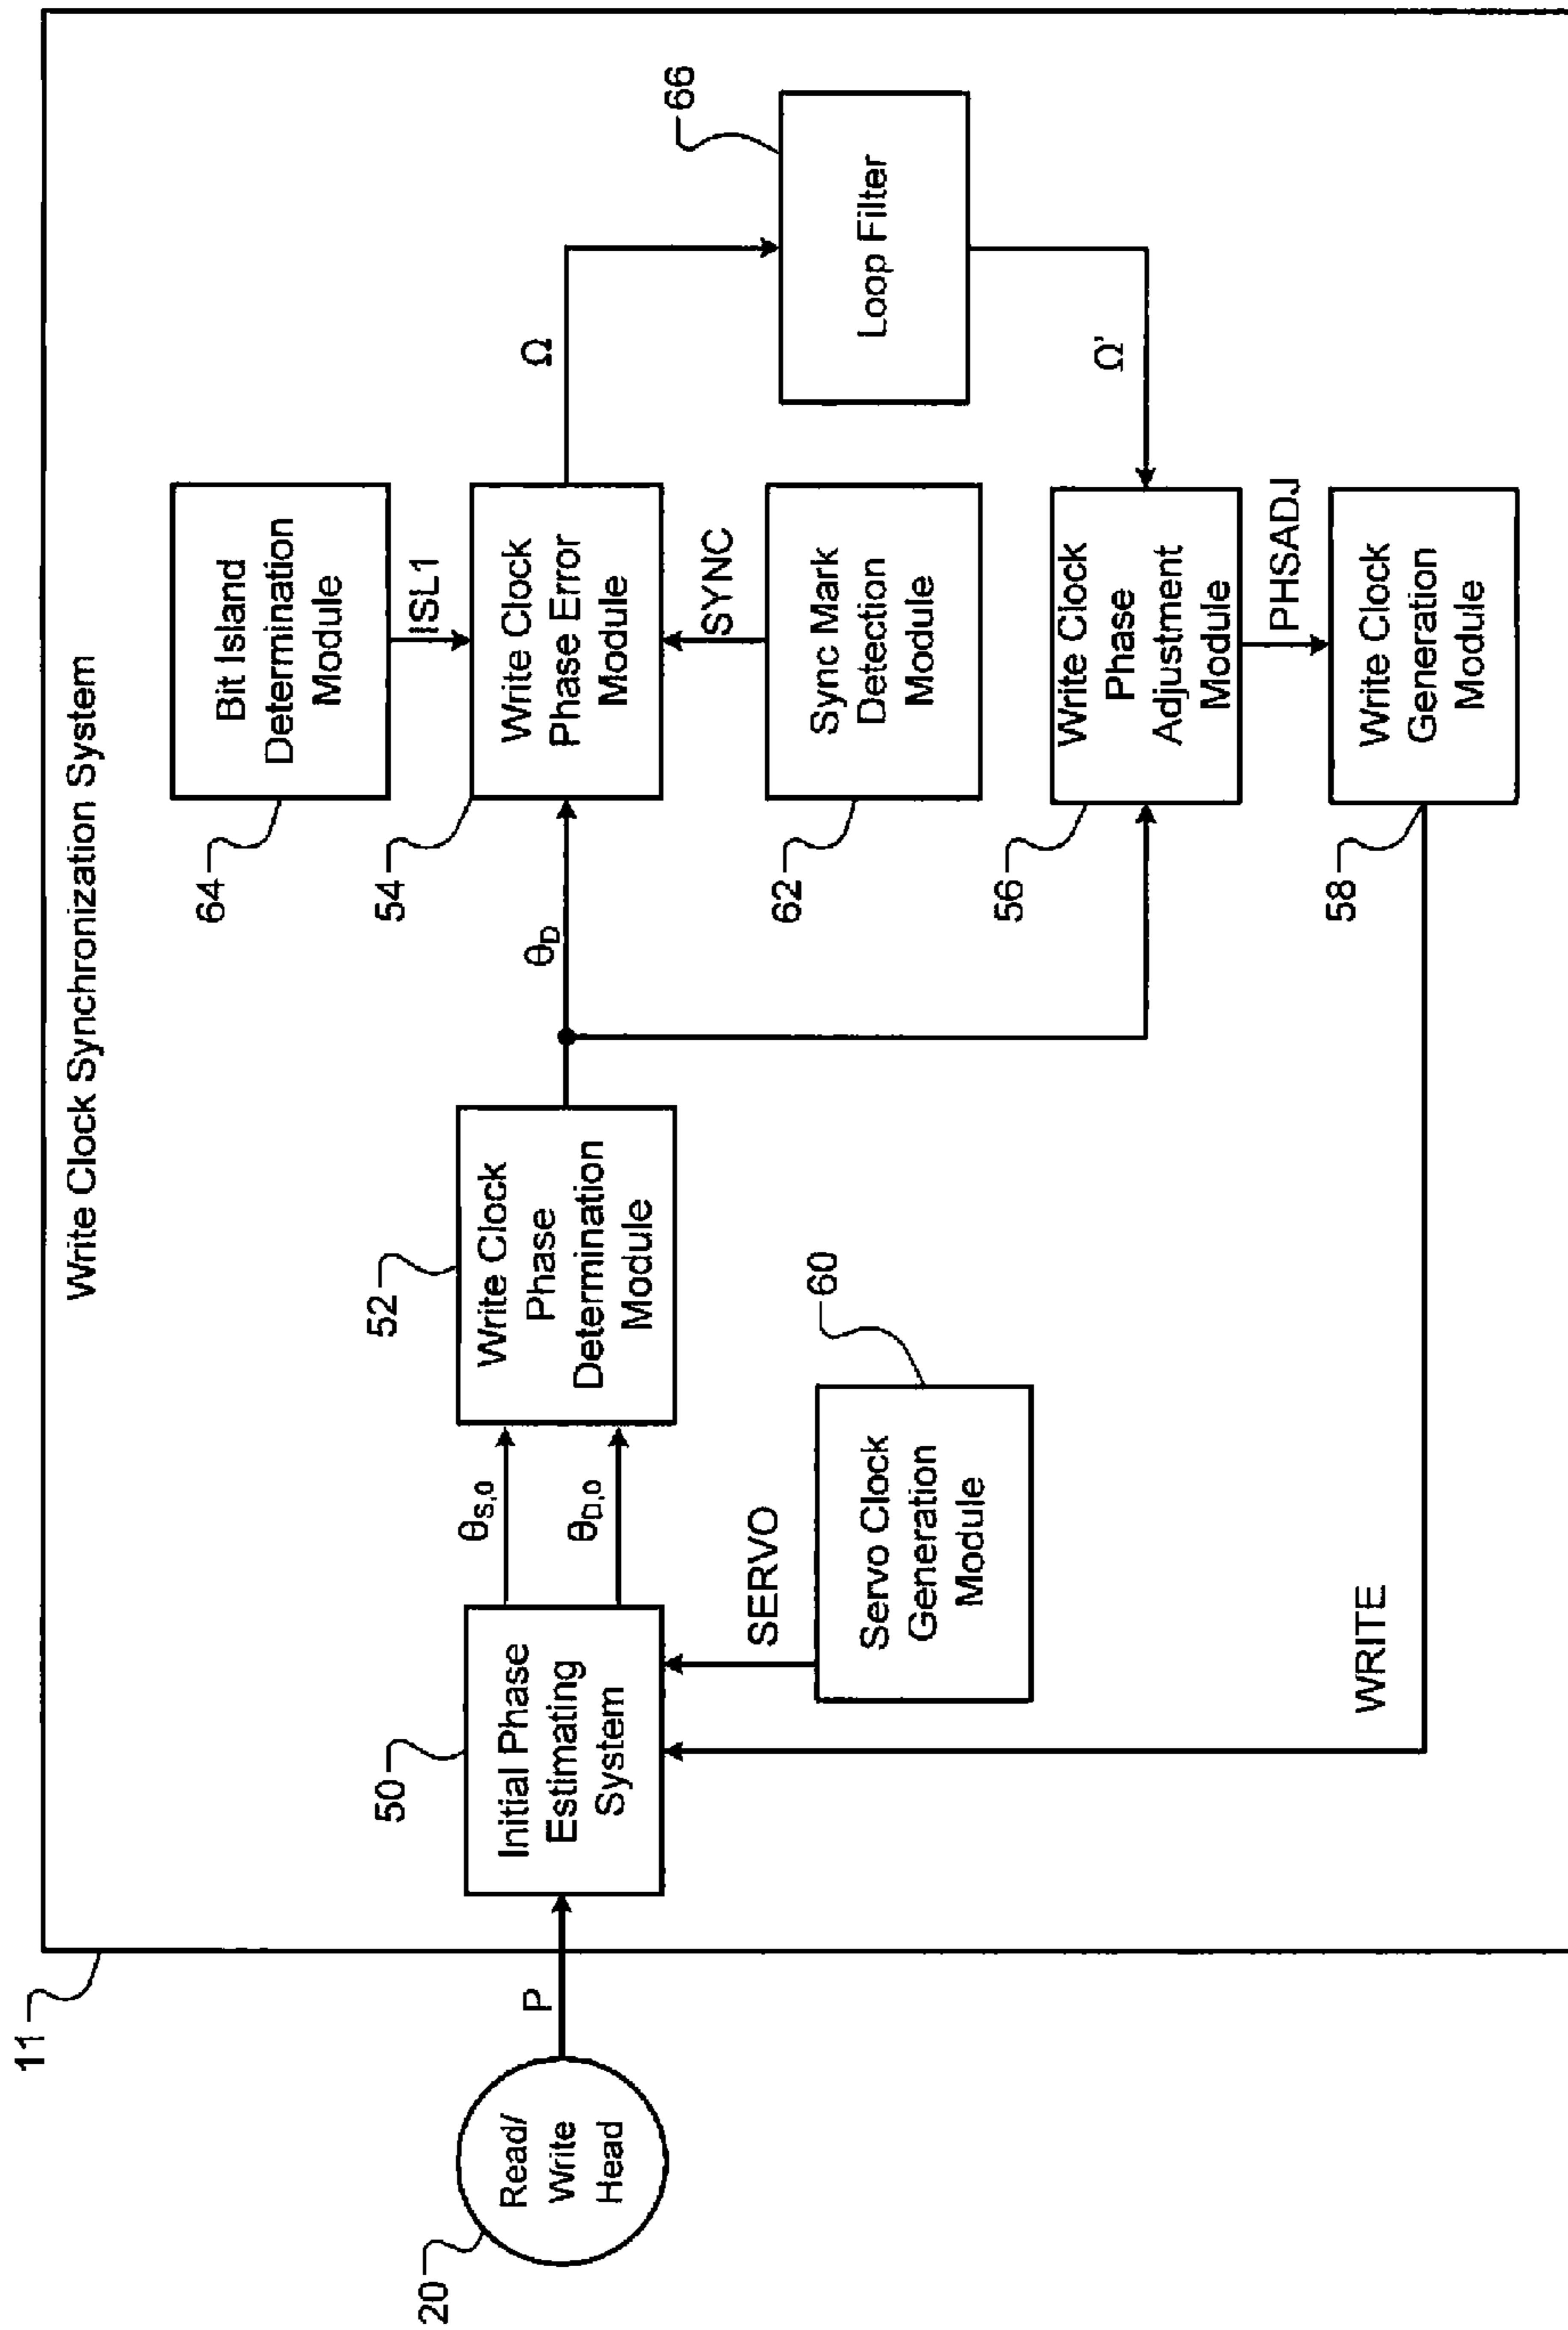 Write Clock Synchronization System
11
20
Read/
Write
Head
P
50
Initial Phase
Estimating
System
θS,0
θD,0
52
Write Clock
Phase
Determination
Module
θD
64
Bit Island
Determination
Module
ISL1
54
Write Clock
Phase Error
Module
Ω
SYNC
62
Sync Mark
Detection
Module
66
Loop Filter
Ω'
56
Write Clock
Phase
Adjustment
Module
PHSADJ
58
Write Clock
Generation
Module
60
SERVO
Servo Clock
Generation
Module
WRITE